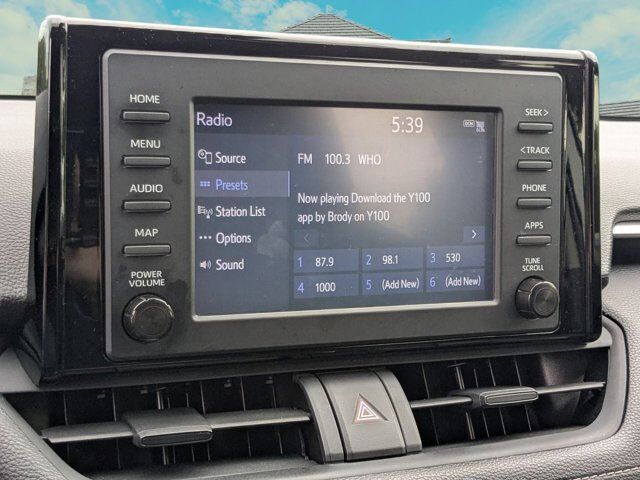 HOME
MENU
AUDIO
MAP
POWER
VOLUME
Radio
5:39
DCM
Source
Presets
Station List
Options
Sound
FM 100.3 WHO
Now playing Download the Y100
app by Brody on Y100
< >
1 87.9 2 98.1 3 530
4 1000 5 (Add New) 6 (Add New)
SEEK>
<TRACK
PHONE
APPS
TUNE
SCROLL